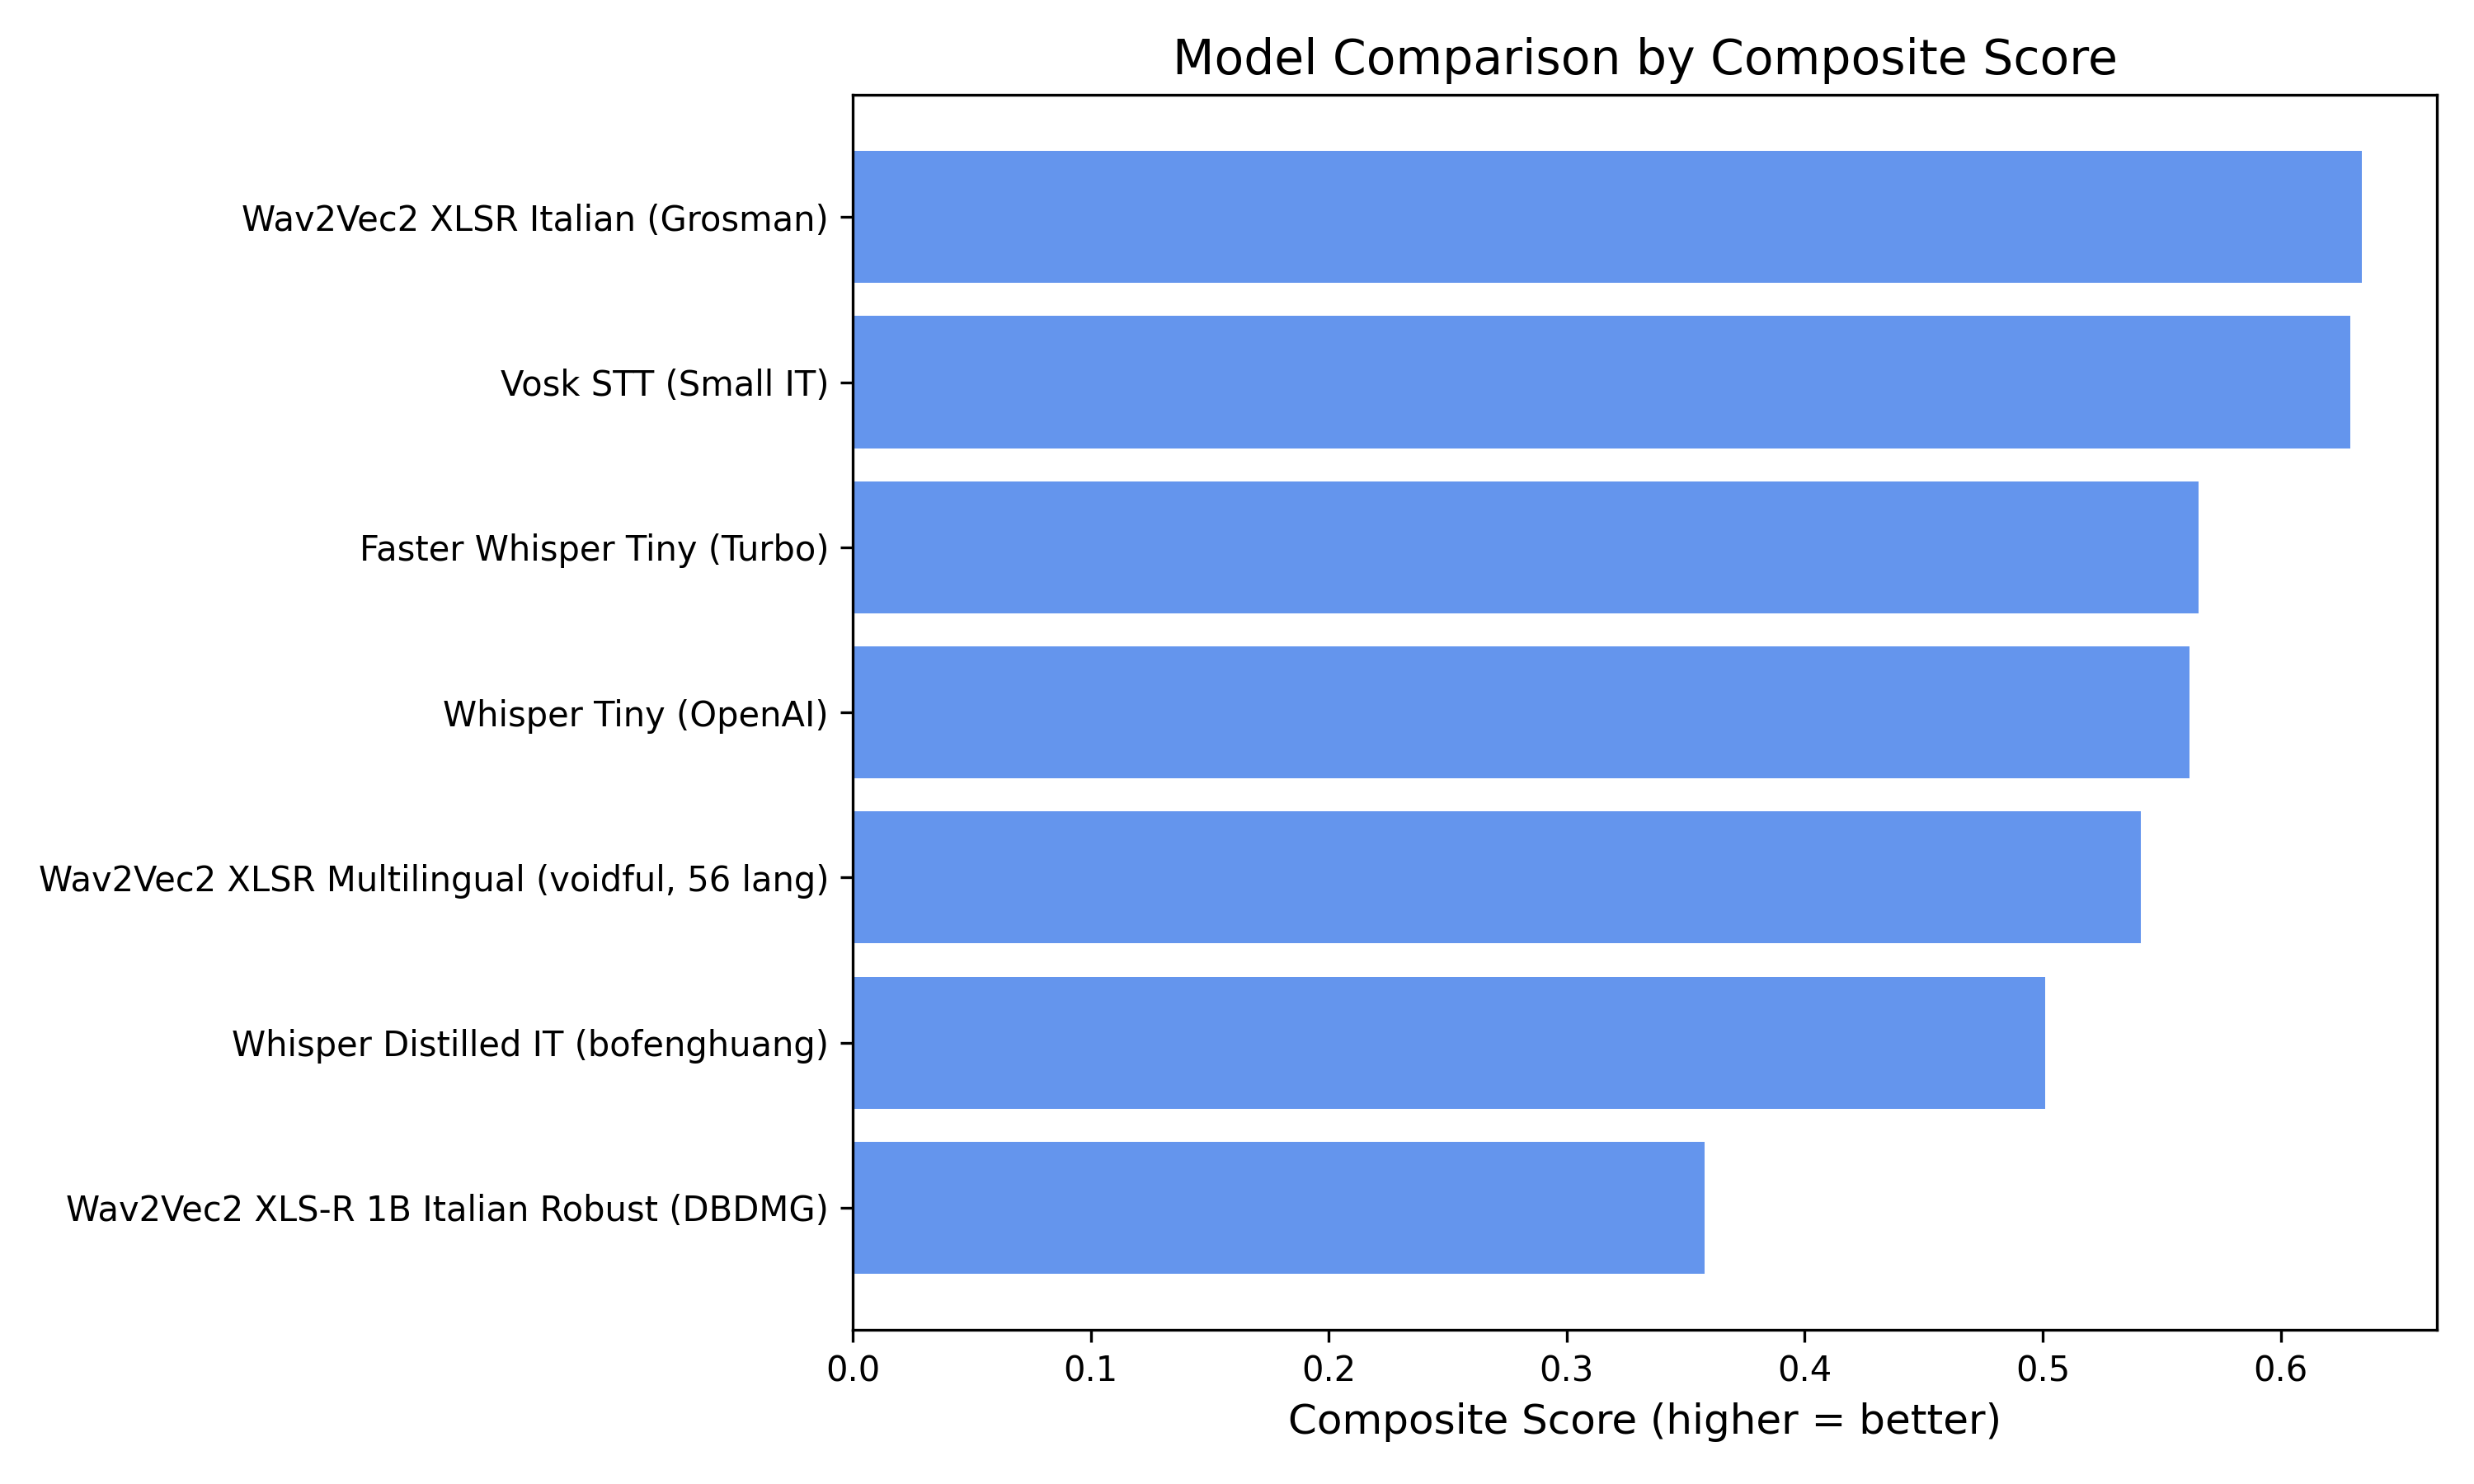 Model Comparison by Composite Score
Wav2Vec2 XLSR Italian (Grosman)
Vosk STT (Small IT)
Faster Whisper Tiny (Turbo)
Whisper Tiny (OpenAI)
Wav2Vec2 XLSR Multilingual (voidful, 56 lang)
Whisper Distilled IT (bofenghuang)
Wav2Vec2 XLS-R 1B Italian Robust (DBDMG)
0.0 0.1 0.2 0.3 0.4 0.5 0.6
Composite Score (higher = better)